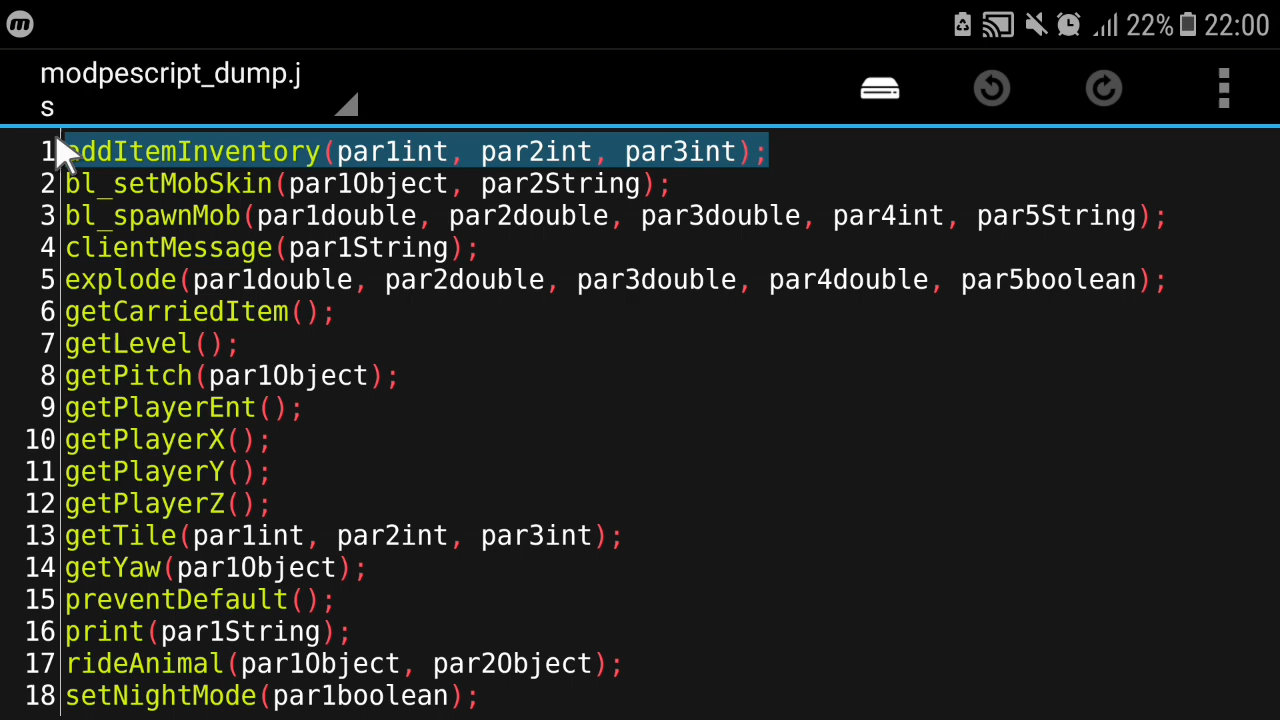 m 22% 22:00
modpescript_dump.j
s
1 addItemInventory(par1int, par2int, par3int);
2 bl_setMobSkin(par1Object, par2String);
3 bl_spawnMob(par1double, par2double, par3double, par4int, par5String);
4 clientMessage(par1String);
5 explode(par1double, par2double, par3double, par4double, par5boolean);
6 getCarriedItem();
7 getLevel();
8 getPitch(par1Object);
9 getPlayerEnt();
10 getPlayerX();
11 getPlayerY();
12 getPlayerZ();
13 getTile(par1int, par2int, par3int);
14 getYaw(par1Object);
15 preventDefault();
16 print(par1String);
17 rideAnimal(par1Object, par2Object);
18 setNightMode(par1boolean);